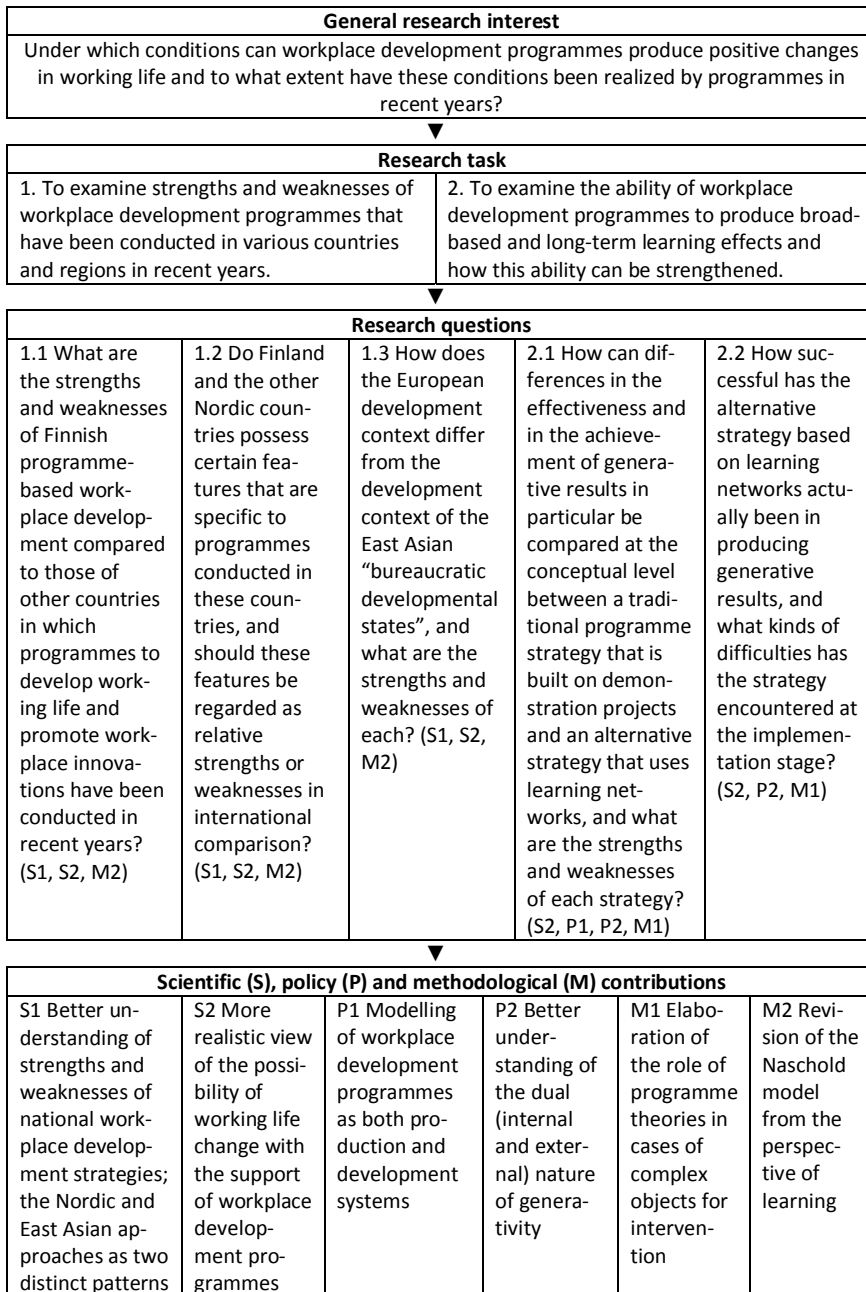 General research interest
Under which conditions can workplace development programmes produce positive changes
in working life and to what extent have these conditions been realized by programmes in
recent years?
▼
Research task
1. To examine strengths and weaknesses of
workplace development programmes that
have been conducted in various countries
and regions in recent years.
2. To examine the ability of workplace
development programmes to produce broad-
based and long-term learning effects and
how this ability can be strengthened.
▼
Research questions
1.1 What are
the strengths
and weaknesses
of Finnish
programme-
based work-
place develop-
ment compared
to those of
other countries
in which
programmes to
develop work-
ing life and
promote work-
place innova-
tions have been
conducted in
recent years?
(S1, S2, M2)
1.2 Do Finland
and the other
Nordic coun-
tries possess
certain fea-
tures that are
specific to
programmes
conducted in
these coun-
tries, and
should these
features be
regarded as
relative
strengths or
weaknesses in
international
comparison?
(S1, S2, M2)
1.3 How does
the European
development
context differ
from the
development
context of the
East Asian
“bureaucratic
developmental
states”, and
what are the
strengths and
weaknesses of
each? (S1, S2,
M2)
2.1 How can dif-
ferences in the
effectiveness and
in the achieve-
ment of genera-
tive results in
particular be
compared at the
conceptual level
between a tradi-
tional programme
strategy that is
built on demon-
stration projects
and an alternative
strategy that uses
learning net-
works, and what
are the strengths
and weaknesses
of each strategy?
(S2, P1, P2, M1)
2.2 How suc-
cessful has the
alternative
strategy based
on learning
networks actu-
ally been in
producing
generative
results, and
what kinds of
difficulties has
the strategy
encountered at
the implemen-
tation stage?
(S2, P2, M1)
▼
Scientific (S), policy (P) and methodological (M) contributions
S1 Better un-
derstanding of
strengths and
weaknesses of
national work-
place develop-
ment strategies;
the Nordic and
East Asian ap-
proaches as two
distinct patterns
S2 More
realistic view
of the possi-
bility of
working life
change with
the support
of workplace
develop-
ment pro-
grammes
P1 Modelling
of workplace
development
programmes
as both pro-
duction and
development
systems
P2 Better
under-
standing of
the dual
(internal
and exter-
nal) nature
of genera-
tivity
M1 Elabo-
ration of
the role of
programme
theories in
cases of
complex
objects for
interven-
tion
M2 Revi-
sion of the
Naschold
model
from the
perspec-
tive of
learning